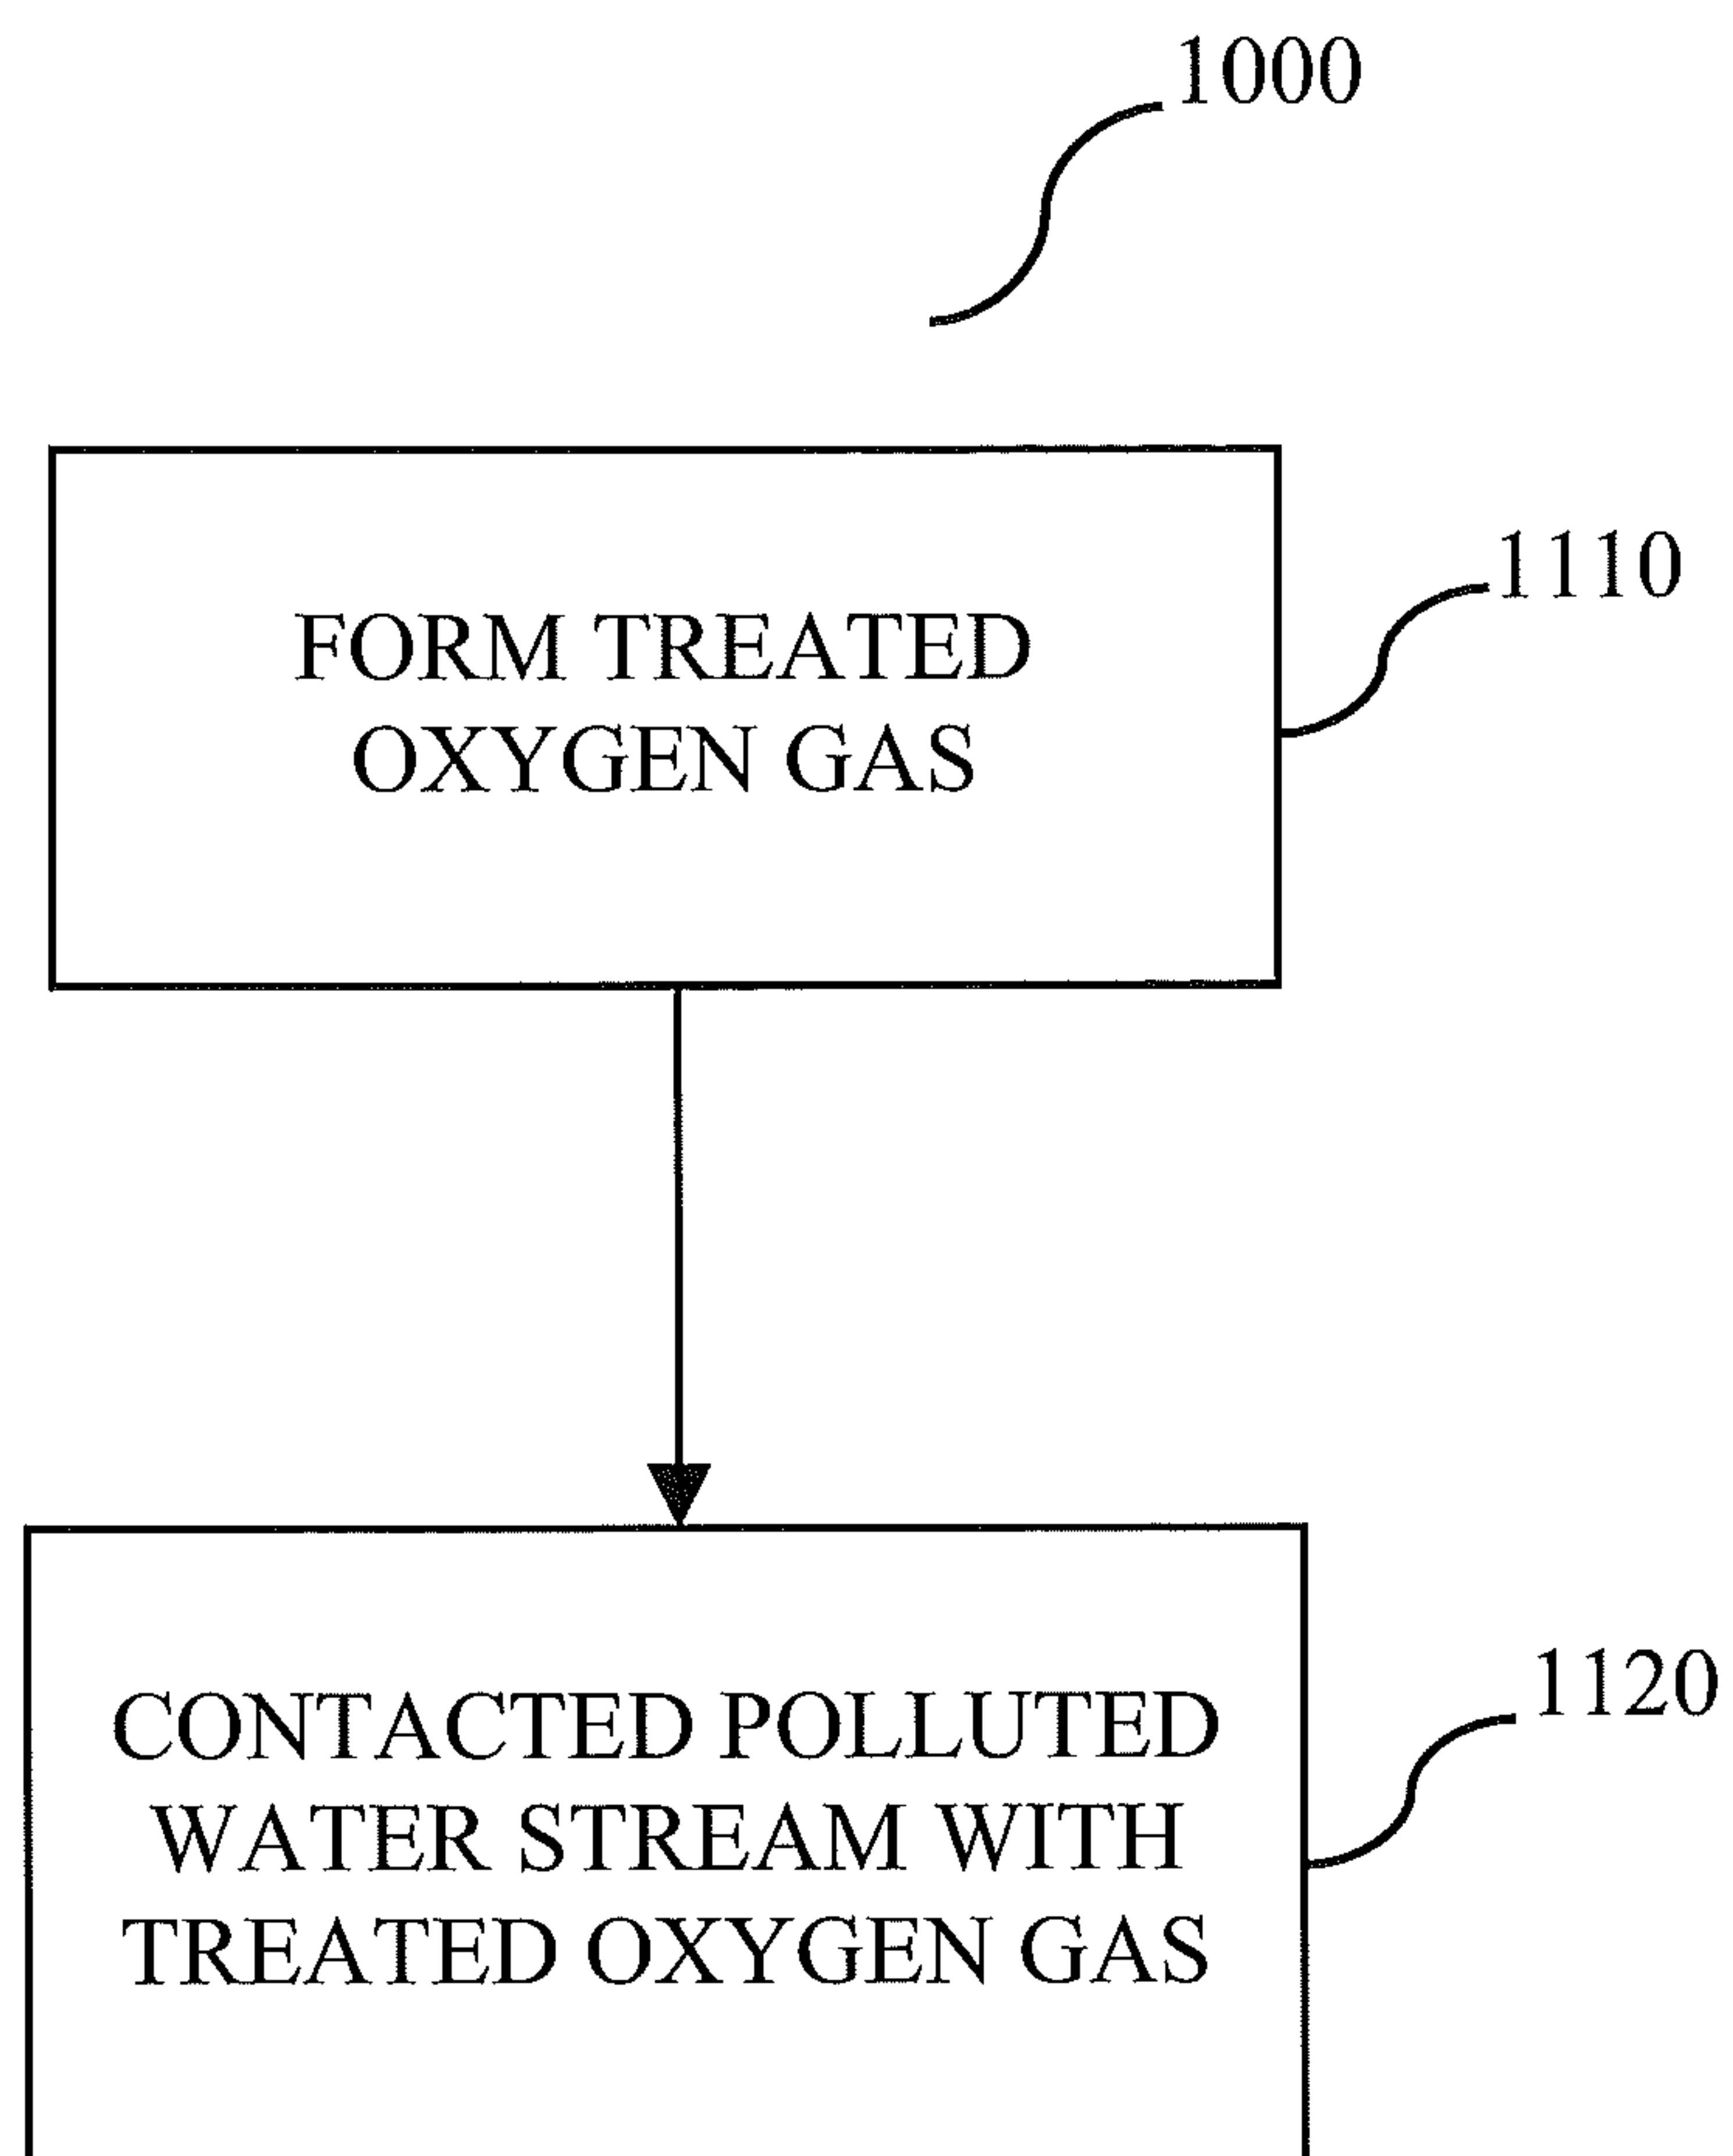 1000
1110
FORM TREATED
OXYGEN GAS
1120
CONTACTED POLLUTED
WATER STREAM WITH
TREATED OXYGEN GAS